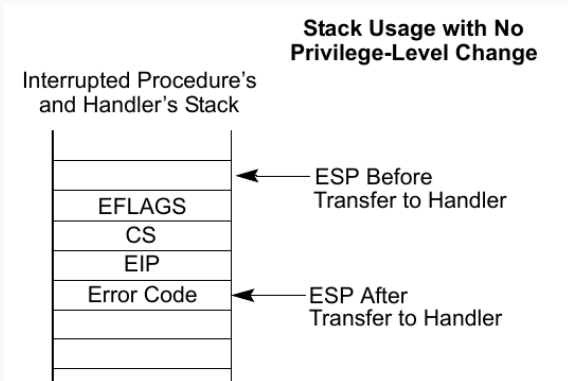 Stack Usage with No
Privilege-Level Change
Interrupted Procedure's
and Handler's Stack
ESP Before
Transfer to Handler
EFLAGS
CS
EIP
Error Code
ESP After
Transfer to Handler